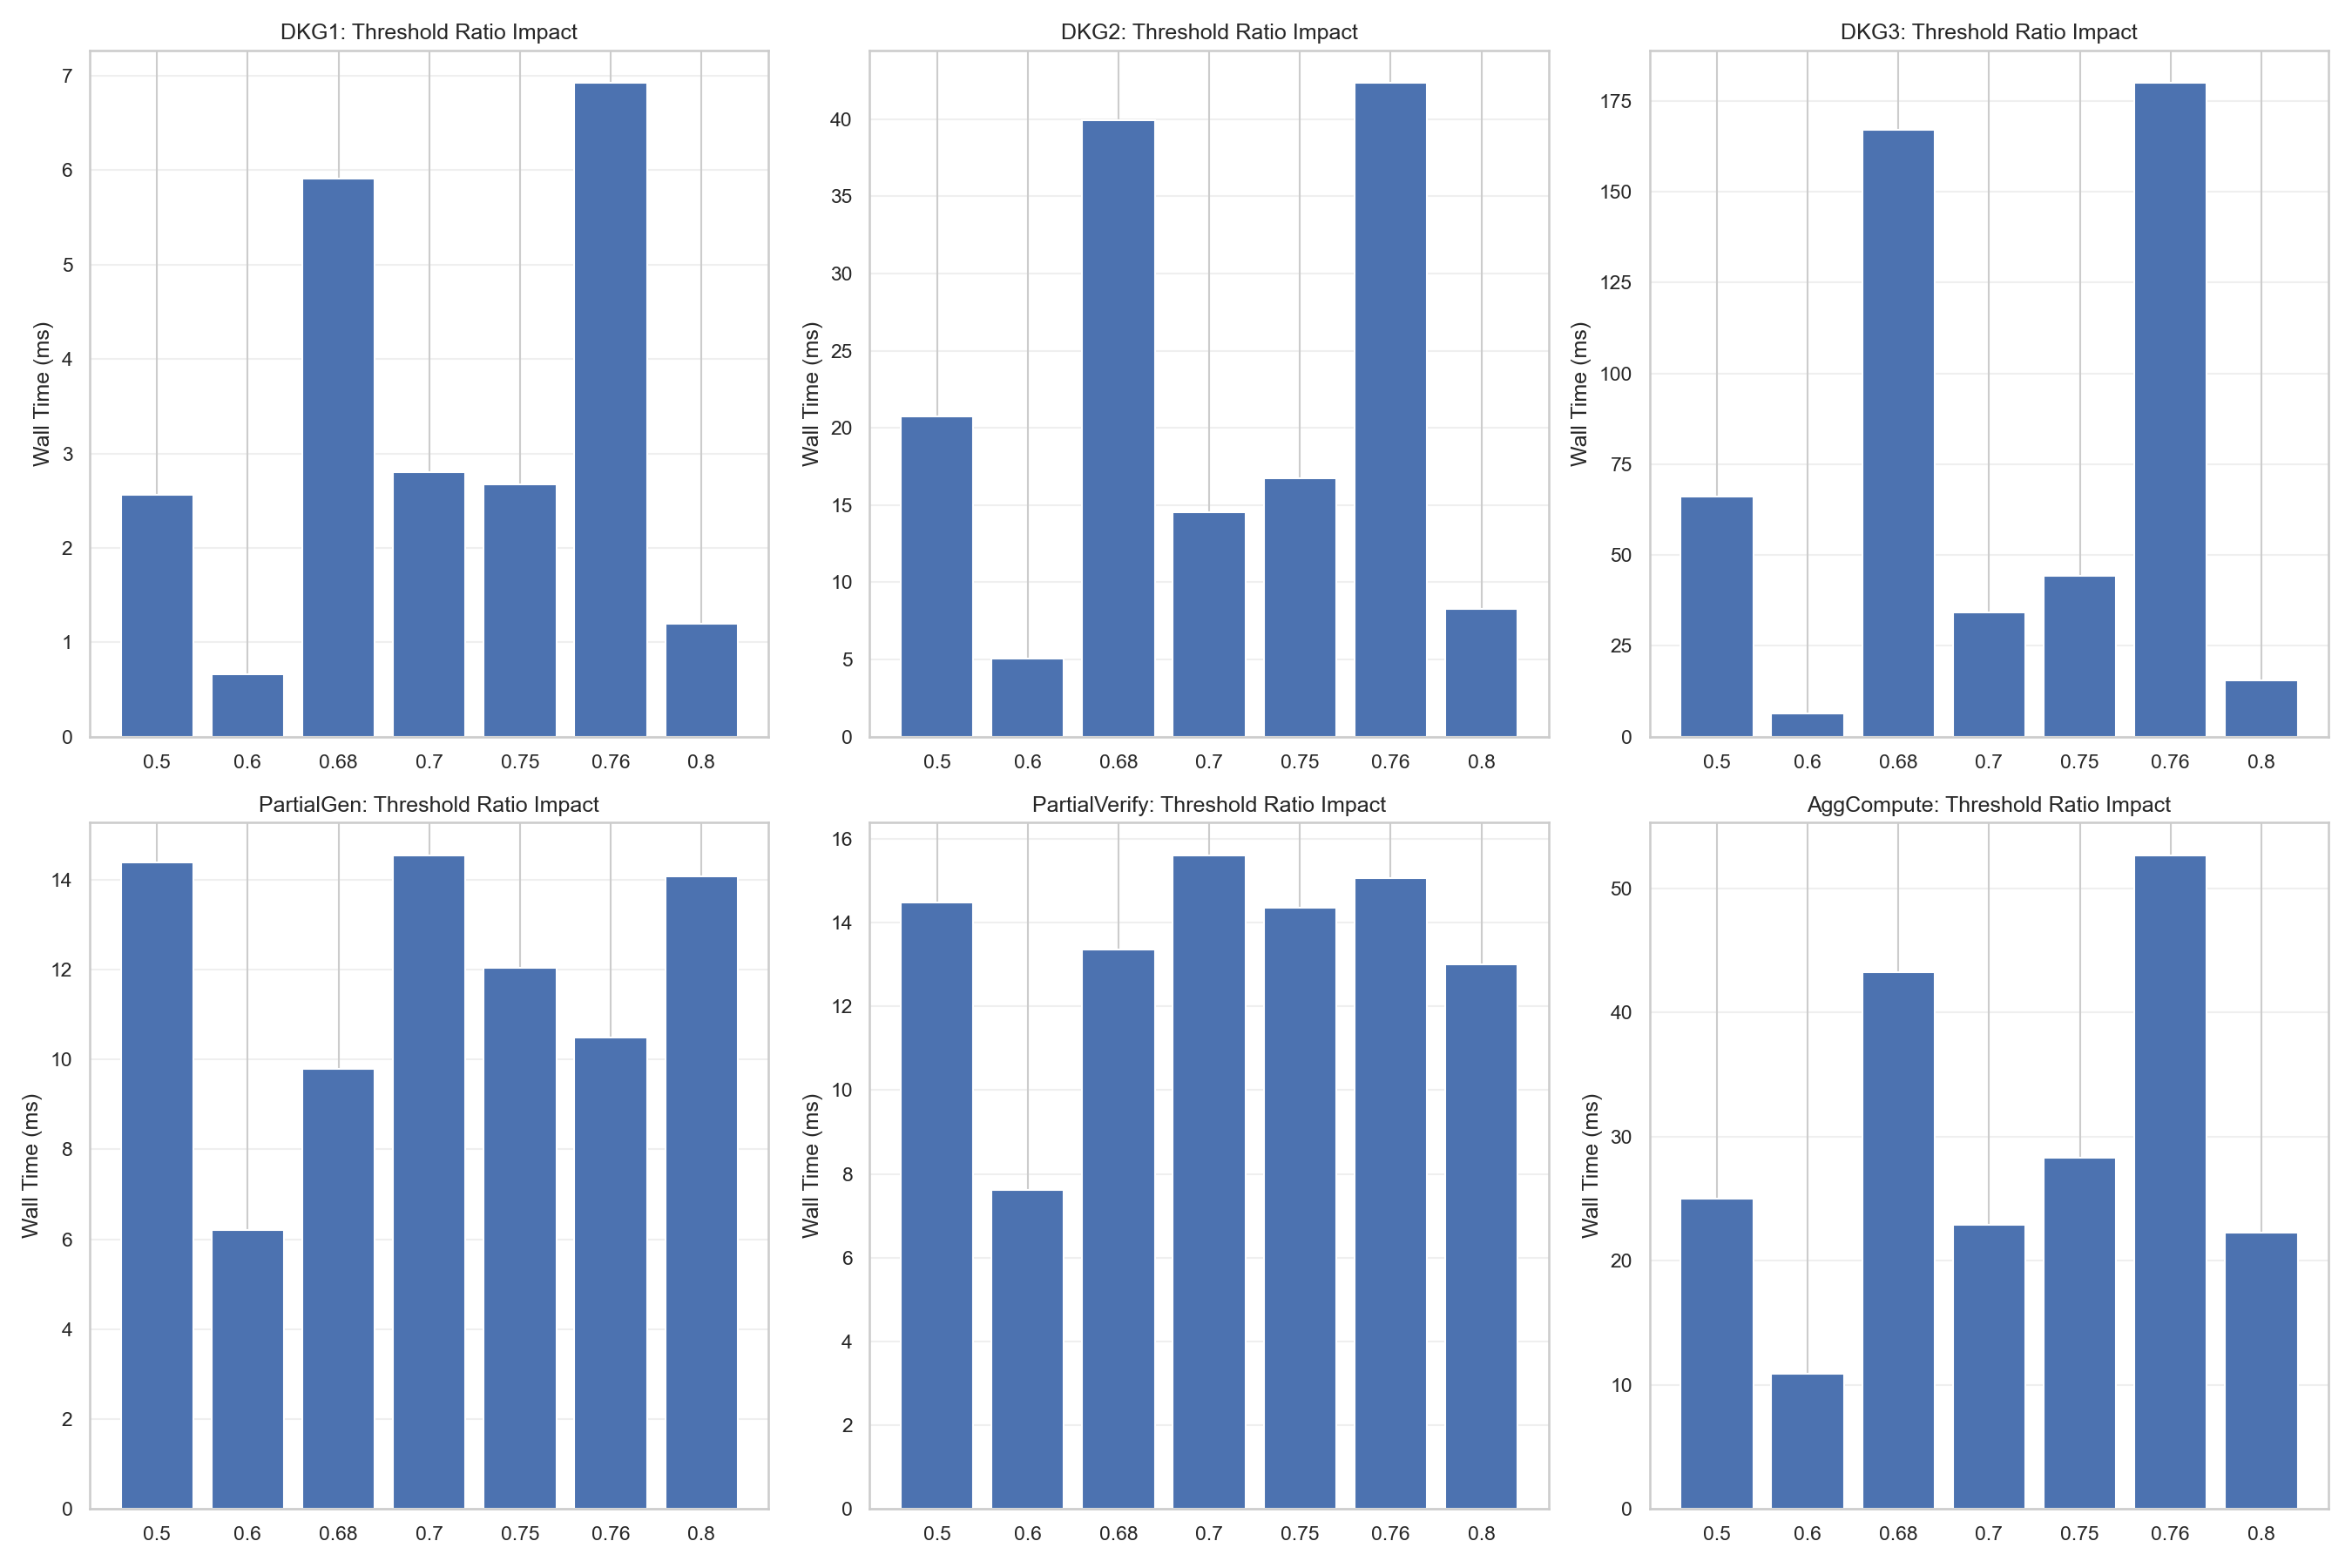 DKG1: Threshold Ratio Impact
Wall Time (ms)
7
6
5
4
3
2
1
0
0.5 0.6 0.68 0.7 0.75 0.76 0.8
DKG2: Threshold Ratio Impact
Wall Time (ms)
40
35
30
25
20
15
10
5
0
0.5 0.6 0.68 0.7 0.75 0.76 0.8
DKG3: Threshold Ratio Impact
Wall Time (ms)
175
150
125
100
75
50
25
0
0.5 0.6 0.68 0.7 0.75 0.76 0.8
PartialGen: Threshold Ratio Impact
Wall Time (ms)
14
12
10
8
6
4
2
0
0.5 0.6 0.68 0.7 0.75 0.76 0.8
PartialVerify: Threshold Ratio Impact
Wall Time (ms)
16
14
12
10
8
6
4
2
0
0.5 0.6 0.68 0.7 0.75 0.76 0.8
AggCompute: Threshold Ratio Impact
Wall Time (ms)
50
40
30
20
10
0
0.5 0.6 0.68 0.7 0.75 0.76 0.8